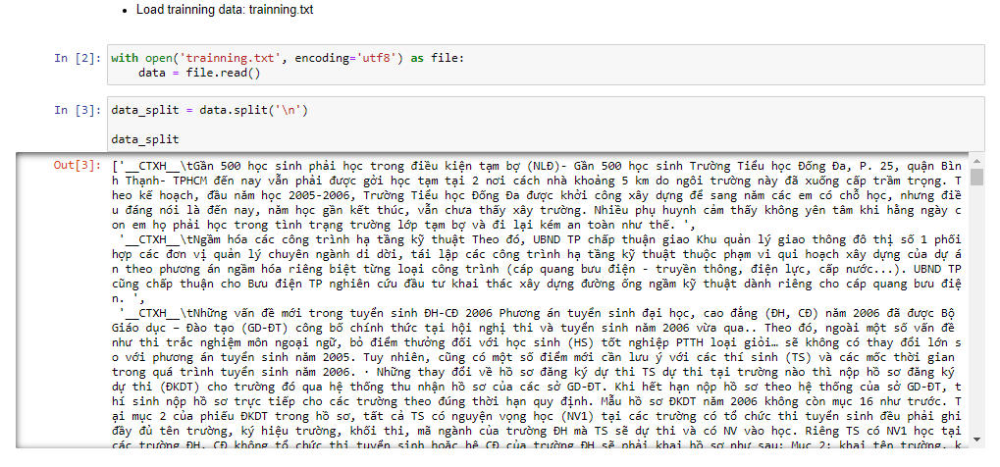 Load trainning data: trainning.txt
In [2]: with open('trainning.txt', encoding='utf8') as file:
data = file.read()
In [3]: data_split = data.split('\n')
data_split
Out[3]: ['__CTXH__\tGần 500 học sinh phải học trong điều kiện tạm bợ (NLĐ)- Gần 500 học sinh Trường Tiểu học Đống Đa, P. 25, quận Bìn
h Thạnh- TPHCM đến nay vẫn phải được gởi học tạm tại 2 nơi cách nhà khoảng 5 km do ngôi trường này đã xuống cấp trầm trọng. T
heo kế hoạch, đầu năm học 2005-2006, Trường Tiểu học Đống Đa được khởi công xây dựng để sang năm các em có chỗ học, nhưng điề
u đáng nói là đến nay, năm học gần kết thúc, vẫn chưa thấy xây trường. Nhiều phụ huynh cảm thấy không yên tâm khi hằng ngày c
on em họ phải học trong tình trạng trường lớp tạm bợ và đi lại kém an toàn như thế. ',
'__CTXH__\tNgầm hóa các công trình hạ tầng kỹ thuật Theo đó, UBND TP chấp thuận giao Khu quản lý giao thông đô thị số 1 phối
hợp các đơn vị quản lý chuyên ngành di dời, tái lập các công trình hạ tầng kỹ thuật thuộc phạm vi qui hoạch xây dựng của dự á
n theo phương án ngầm hóa riêng biệt từng loại công trình (cáp quang bưu điện - truyền thông, điện lực, cấp nước...). UBND TP
cũng chấp thuận cho Bưu điện TP nghiên cứu đầu tư khai thác xây dựng đường ống ngầm kỹ thuật dành riêng cho cáp quang bưu điệ
n. ',
'__CTXH__\tNhững vấn đề mới trong tuyển sinh ĐH-CĐ 2006 Phương án tuyển sinh đại học, cao đẳng (ĐH, CĐ) năm 2006 đã được Bộ
Giáo dục – Đào tạo (GD-ĐT) công bố chính thức tại hội nghị thi và tuyển sinh năm 2006 vừa qua.. Theo đó, ngoài một số vấn đề
như thi trắc nghiệm môn ngoại ngữ, bỏ điểm thưởng đối với học sinh (HS) tốt nghiệp PTTH loại giỏi… sẽ không có thay đổi lớn s
o với phương án tuyển sinh năm 2005. Tuy nhiên, cũng có một số điểm mới cần lưu ý với các thí sinh (TS) và các mốc thời gian
trong quá trình tuyển sinh năm 2006. · Những thay đổi về hồ sơ đăng ký dự thi TS dự thi tại trường nào thì nộp hồ sơ đăng ký
dự thi (ĐKDT) cho trường đó qua hệ thống thu nhận hồ sơ của các sở GD-ĐT. Khi hết hạn nộp hồ sơ theo hệ thống của sở GD-ĐT, t
hí sinh nộp hồ sơ trực tiếp cho các trường theo đúng thời hạn quy định. Mẫu hồ sơ ĐKDT năm 2006 không còn mục 16 như trước. T
ại mục 2 của phiếu ĐKDT trong hồ sơ, tất cả TS có nguyện vọng học (NV1) tại các trường có tổ chức thi tuyển sinh đều phải ghi
đầy đủ tên trường, ký hiệu trường, khối thi, mã ngành của trường ĐH mà TS sẽ dự thi và có NV vào học. Riêng TS có NV1 học tại
các trường ĐH, CĐ không tổ chức thi tuyển sinh hoặc hệ CĐ của trường ĐH sẽ phải khai hồ sơ như sau: Mục 2: khai tên trường, k